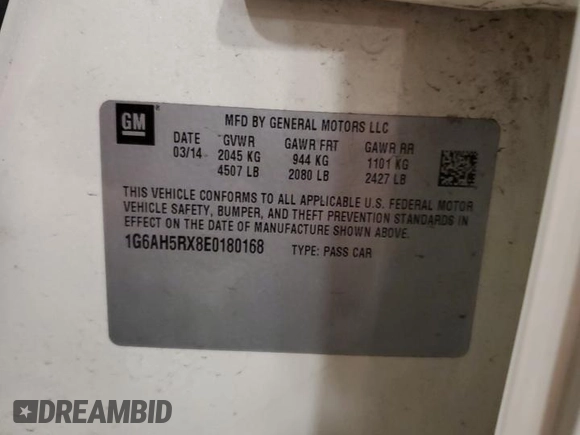 GM
MFD BY GENERAL MOTORS LLC
DATE GVWR GAWR FRT GAWR RR
03/14 2045 KG 944 KG 1101 KG
4507 LB 2080 LB 2427 LB
THIS VEHICLE CONFORMS TO ALL APPLICABLE U.S. FEDERAL MOTOR
VEHICLE SAFETY, BUMPER, AND THEFT PREVENTION STANDARDS IN
EFFECT ON THE DATE OF MANUFACTURE SHOWN ABOVE.
1G6AH5RX8E0180168 TYPE: PASS CAR
DREAMBID